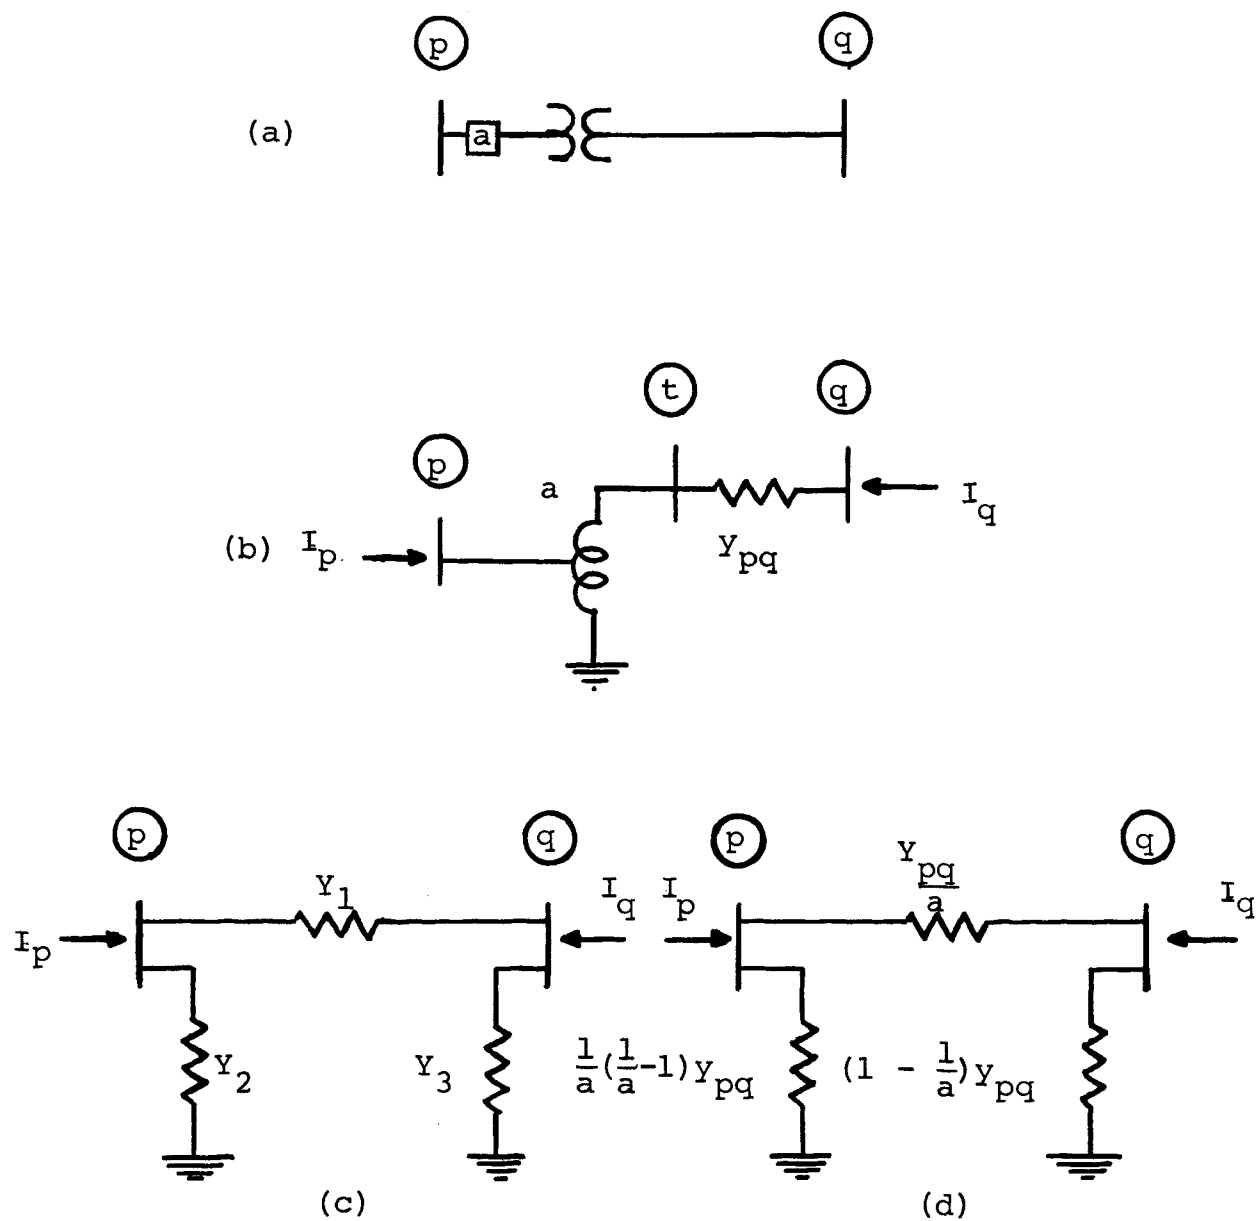 p
q
(a)
a
t
q
p
a
I_q
(b)
I_p
y_pq
p
q
p
q
Y_1
I_q
I_p
y_pq/a
I_q
I_p
Y_2
Y_3
1/a(1/a-1)y_pq
(1 - 1/a)y_pq
(c)
(d)